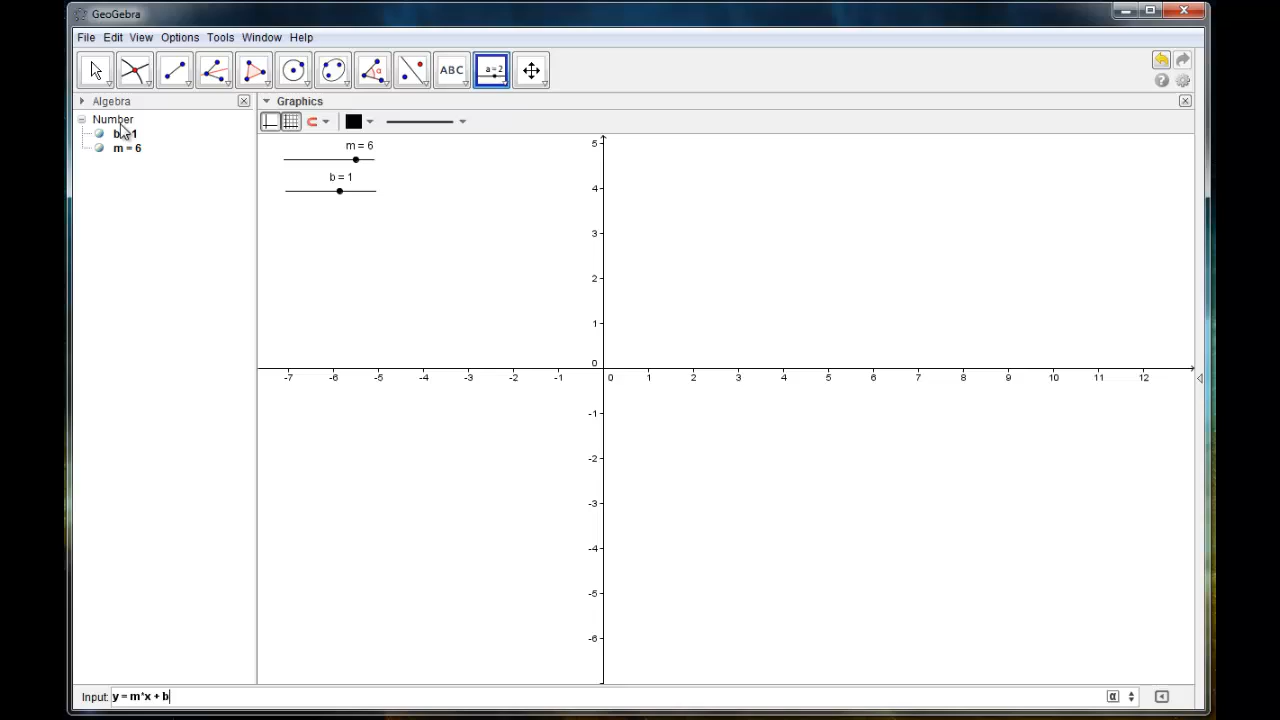 GeoGebra
File Edit View Options Tools Window Help
ABC a = 2
Algebra
Graphics
Number
m = 6
m = 6
b = 1
5
4
3
2
1
0
-7 -6 -5 -4 -3 -2 -1 0 1 2 3 4 5 6 7 8 9 10 11 12
-1
-2
-3
-4
-5
-6
Input: y = m*x + b α